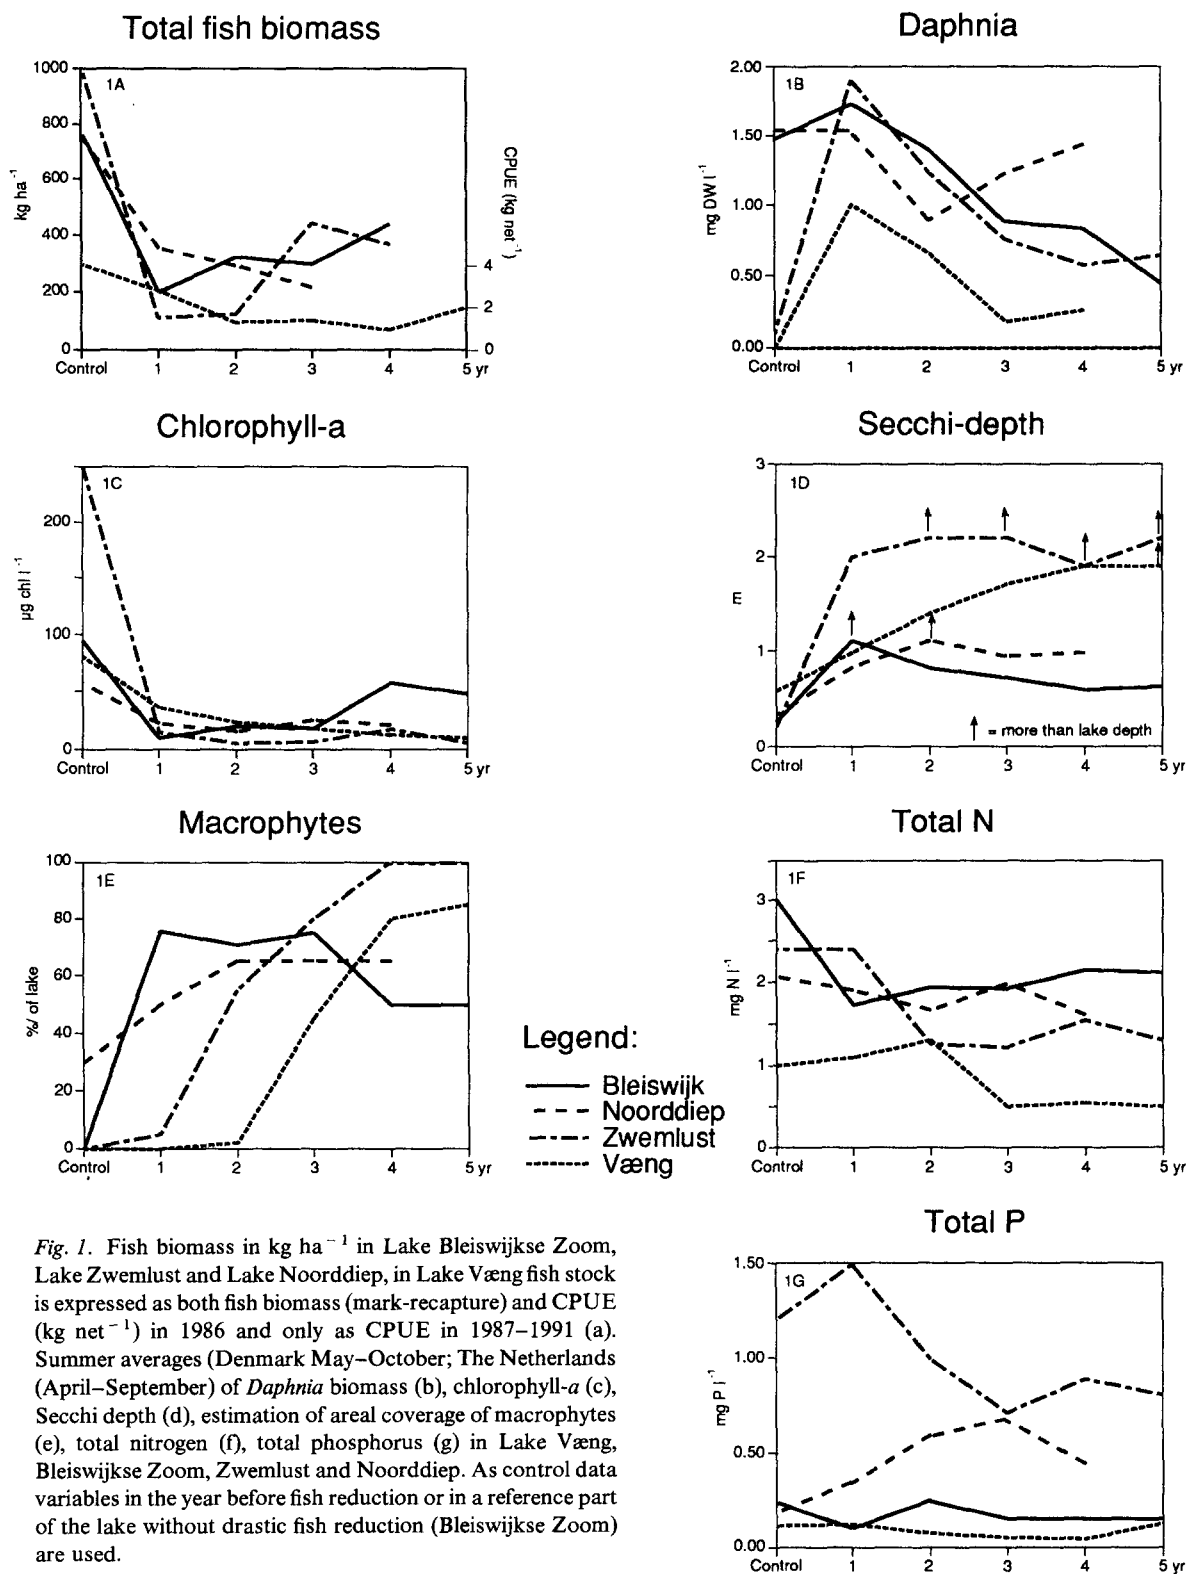 Total fish biomass
1A
kg ha⁻¹
1000
800
600
400
200
0
CPUE (kg net⁻¹)
4
2
0
Control 1 2 3 4 5 yr
Daphnia
1B
mg DW l⁻¹
2.00
1.50
1.00
0.50
0.00
Control 1 2 3 4 5 yr
Chlorophyll-a
1C
µg chl l⁻¹
200
100
0
Control 1 2 3 4 5 yr
Secchi-depth
1D
m
3
2
1
0
↑ = more than lake depth
Control 1 2 3 4 5 yr
Macrophytes
1E
%/ of lake
100
80
60
40
20
0
Control 1 2 3 4 5 yr
Total N
1F
mg N l⁻¹
3
2
1
0
Control 1 2 3 4 5 yr
Legend:
Bleiswijk
Noorddiep
Zwemlust
Væng
Total P
1G
mg P l⁻¹
1.50
1.00
0.50
0.00
Control 1 2 3 4 5 yr
Fig. 1. Fish biomass in kg ha⁻¹ in Lake Bleiswijkse Zoom,
Lake Zwemlust and Lake Noorddiep, in Lake Væng fish stock
is expressed as both fish biomass (mark-recapture) and CPUE
(kg net⁻¹) in 1986 and only as CPUE in 1987–1991 (a).
Summer averages (Denmark May–October; The Netherlands
(April–September) of Daphnia biomass (b), chlorophyll-a (c),
Secchi depth (d), estimation of areal coverage of macrophytes
(e), total nitrogen (f), total phosphorus (g) in Lake Væng,
Bleiswijkse Zoom, Zwemlust and Noorddiep. As control data
variables in the year before fish reduction or in a reference part
of the lake without drastic fish reduction (Bleiswijkse Zoom)
are used.